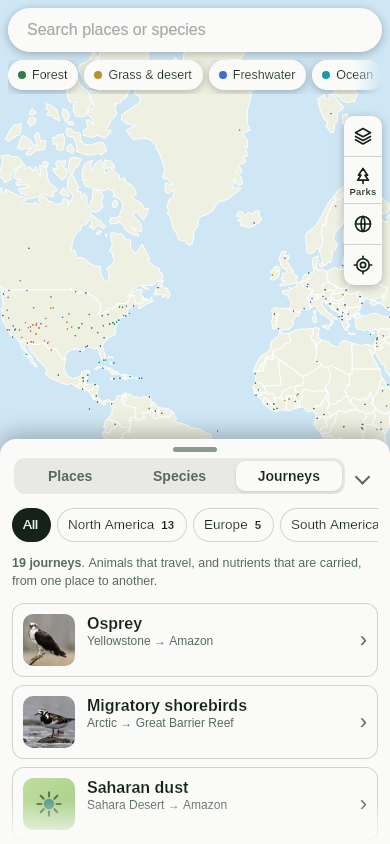 Search places or species
Forest
Grass & desert
Freshwater
Ocean
Parks
Places
Species
Journeys
All
North America 13
Europe 5
South America
19 journeys. Animals that travel, and nutrients that are carried,
from one place to another.
Osprey
Yellowstone → Amazon
Migratory shorebirds
Arctic → Great Barrier Reef
Saharan dust
Sahara Desert → Amazon